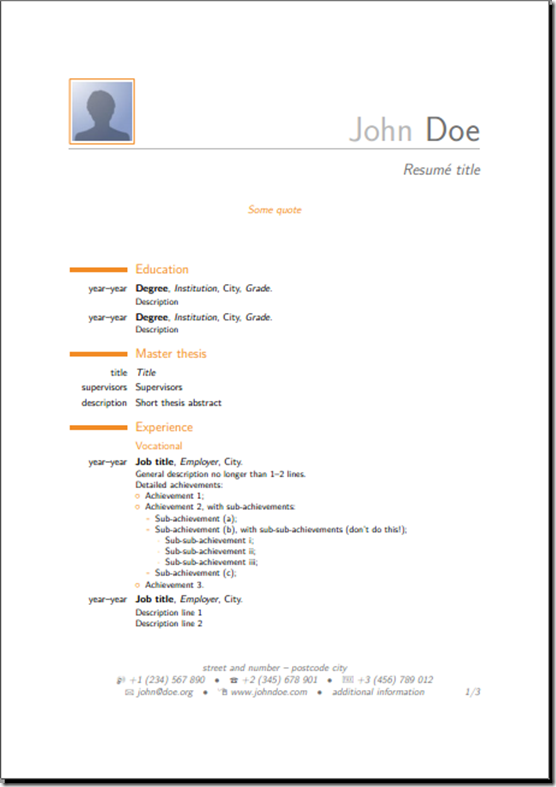 John Doe
Resumé title
Some quote
Education
year–year Degree, Institution, City, Grade.
Description
year–year Degree, Institution, City, Grade.
Description
Master thesis
title Title
supervisors Supervisors
description Short thesis abstract
Experience
Vocational
year–year Job title, Employer, City.
General description no longer than 1–2 lines.
Detailed achievements:
Achievement 1;
Achievement 2, with sub-achievements:
- Sub-achievement (a);
- Sub-achievement (b), with sub-sub-achievements (don't do this!);
Sub-sub-achievement i;
Sub-sub-achievement ii;
Sub-sub-achievement iii;
- Sub-achievement (c);
Achievement 3.
year–year Job title, Employer, City.
Description line 1
Description line 2
street and number – postcode city
+1 (234) 567 890 • +2 (345) 678 901 • +3 (456) 789 012
john@doe.org • www.johndoe.com • additional information 1/3